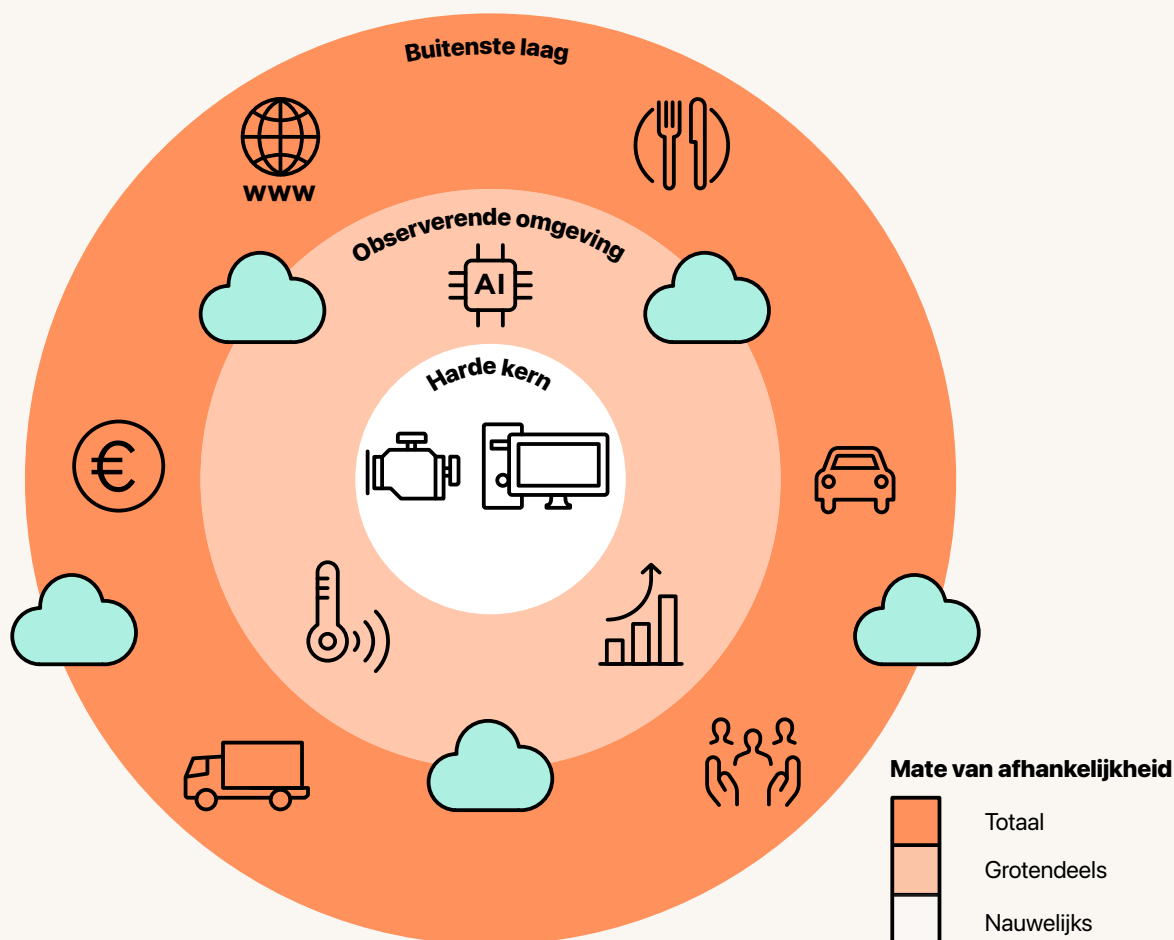 Buitenste laag
www
Observerende omgeving
AI
Harde kern
€
Mate van afhankelijkheid
Totaal
Grotendeels
Nauwelijks